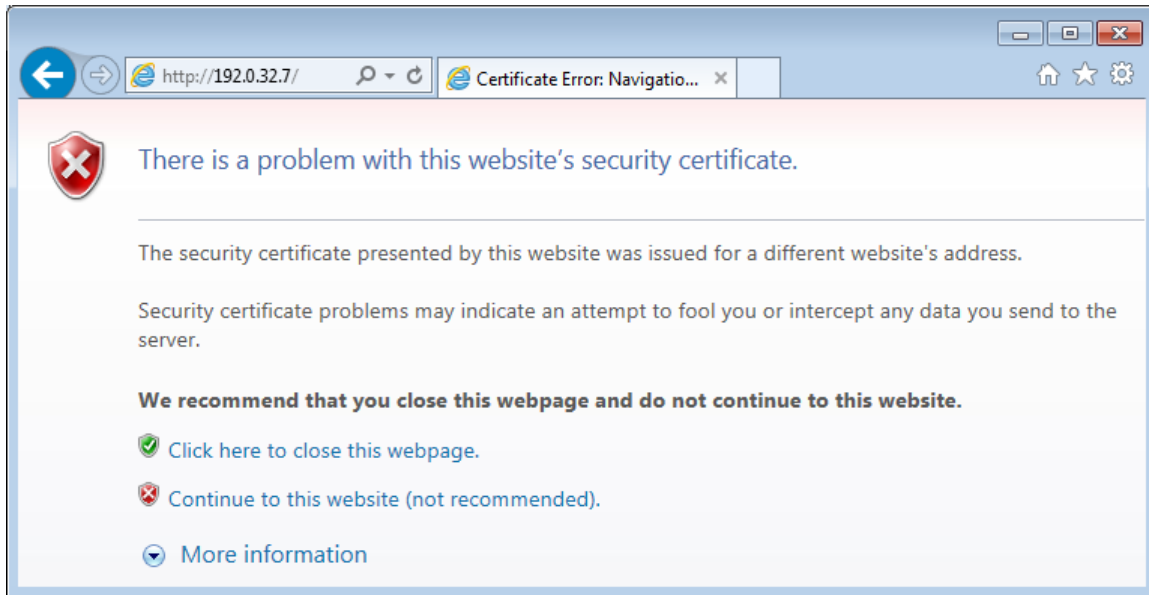 http://192.0.32.7/
Certificate Error: Navigatio...
There is a problem with this website's security certificate.
The security certificate presented by this website was issued for a different website's address.
Security certificate problems may indicate an attempt to fool you or intercept any data you send to the
server.
We recommend that you close this webpage and do not continue to this website.
Click here to close this webpage.
Continue to this website (not recommended).
More information